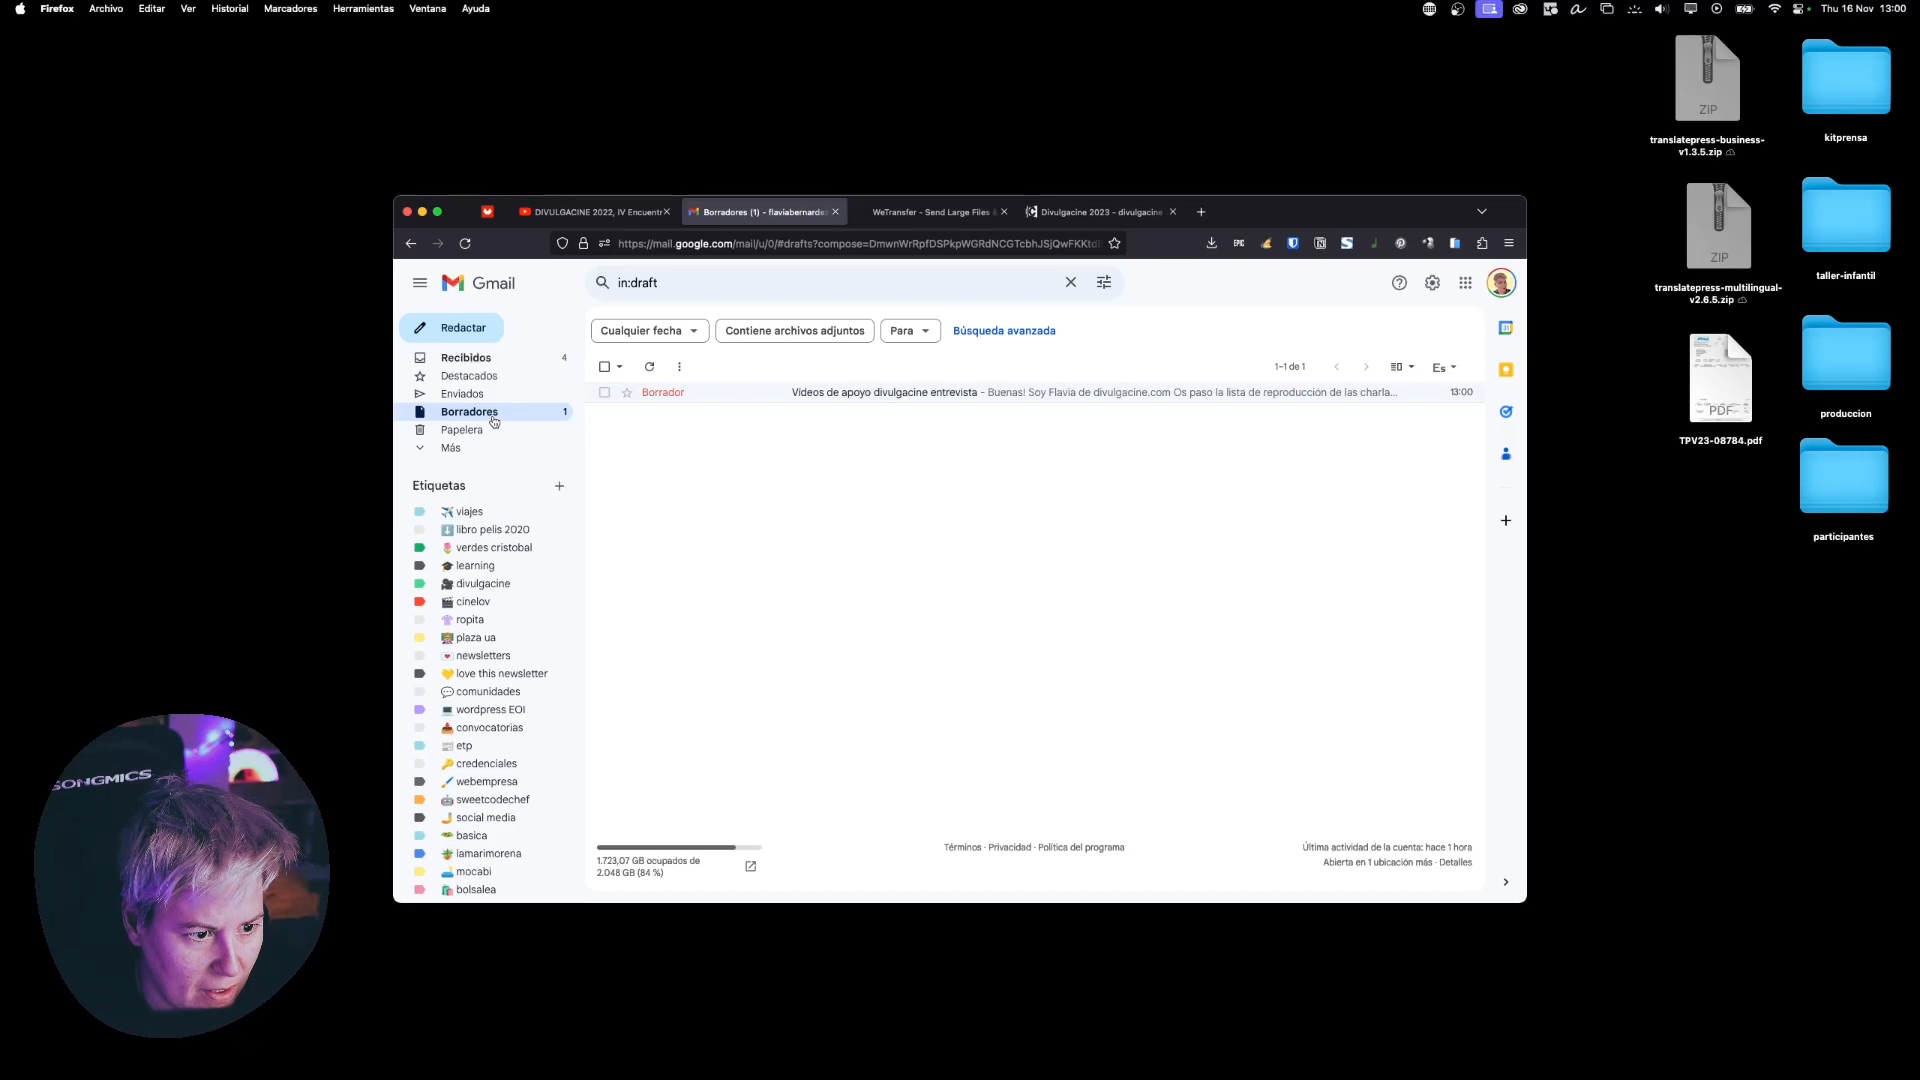 Firefox Archivo Editar Ver Historial Marcadores Herramientas Ventana Ayuda
Thu 16 Nov 13:00
ZIP
translatepress-business-
v1.3.5.zip
kitprensa
ZIP
translatepress-multilingual-
v2.6.5.zip
taller-infantil
PDF
TPV23-08784.pdf
produccion
participantes
DIVULGACINE 2022, IV Encuentr
Borradores (1) - flaviabernarde
WeTransfer - Send Large Files &
Divulgacine 2023 - divulgacine
https://mail.google.com/mail/u/0/#drafts?compose=DmwnWrRpfDSPkpWGRdNCGTcbhJSjQwFKKtd
Gmail
in:draft
Redactar
Cualquier fecha
Contiene archivos adjuntos
Para
Búsqueda avanzada
Recibidos 4
Destacados
Enviados
Borradores 1
Papelera
Más
1–1 de 1
Es
Borrador
Videos de apoyo divulgacine entrevista - Buenas! Soy Flavia de divulgacine.com Os paso la lista de reproducción de las charla...
13:00
Etiquetas
viajes
libro pelis 2020
verdes cristobal
learning
divulgacine
cinelov
ropita
plaza ua
newsletters
love this newsletter
comunidades
wordpress EOI
convocatorias
etp
credenciales
webempresa
sweetcodechef
social media
basica
lamarimorena
mocabi
bolsalea
1.723,07 GB ocupados de
2.048 GB (84 %)
Términos · Privacidad · Política del programa
Última actividad de la cuenta: hace 1 hora
Abierta en 1 ubicación más · Detalles
SONGMICS